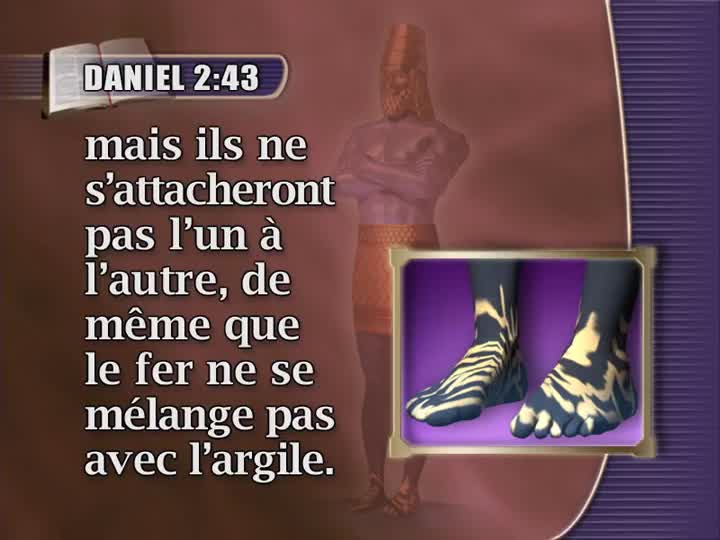 DANIEL 2:43
mais ils ne
s’attacheront
pas l’un à
l’autre, de
même que
le fer ne se
mélange pas
avec l’argile.